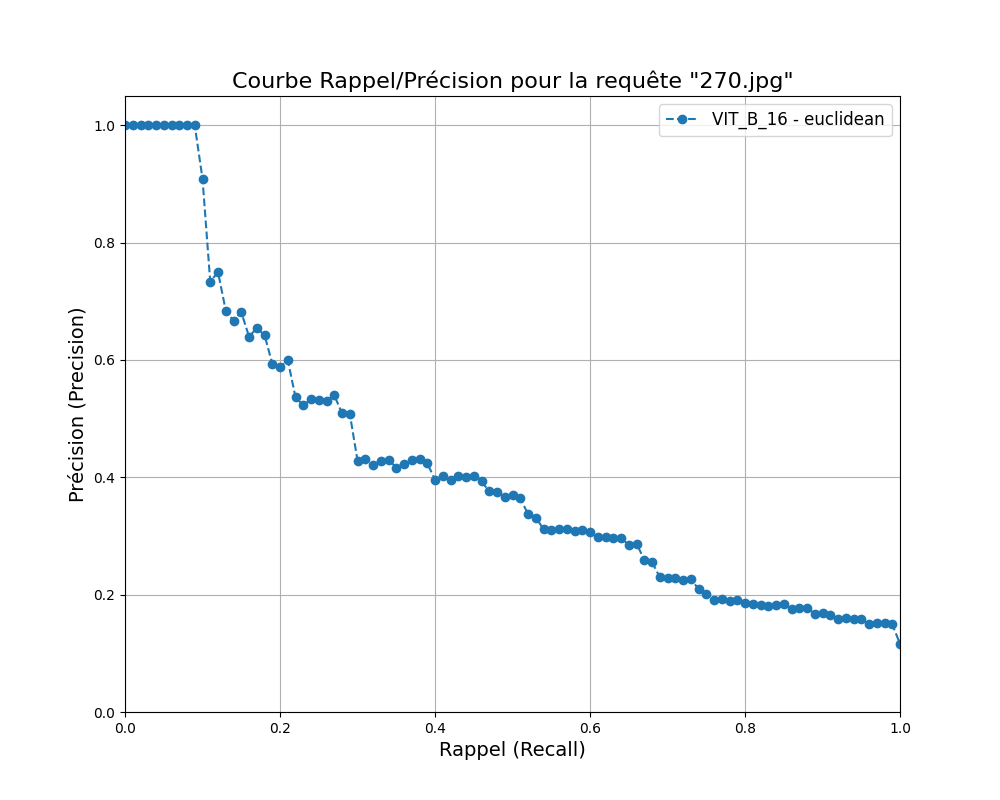 Courbe Rappel/Précision pour la requête "270.jpg"
VIT_B_16 - euclidean
Précision (Precision)
1.0
0.8
0.6
0.4
0.2
0.0
0.0 0.2 0.4 0.6 0.8 1.0
Rappel (Recall)